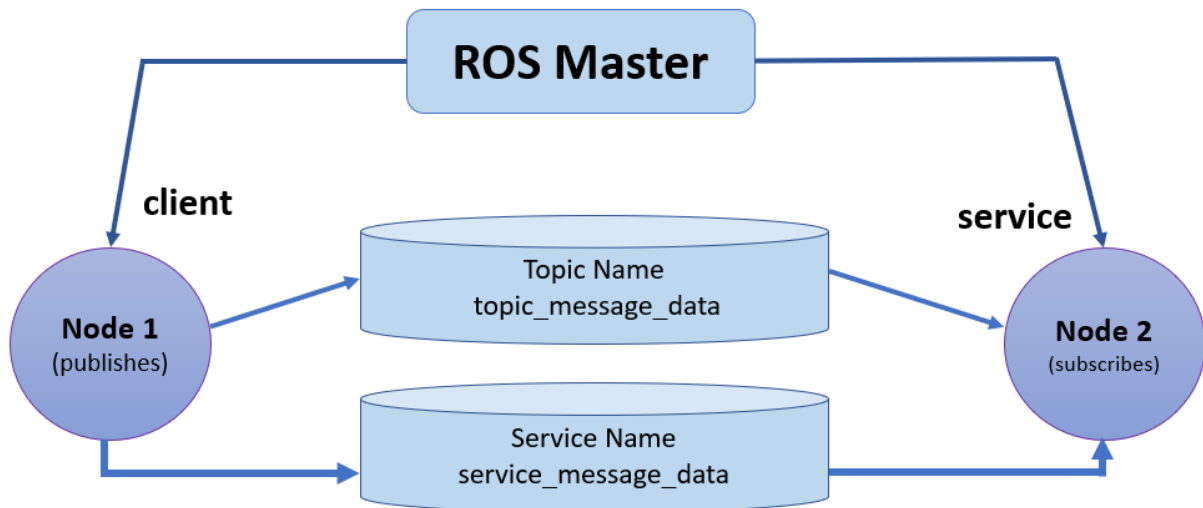 ROS Master
client
service
Topic Name
topic_message_data
Node 1
(publishes)
Node 2
(subscribes)
Service Name
service_message_data